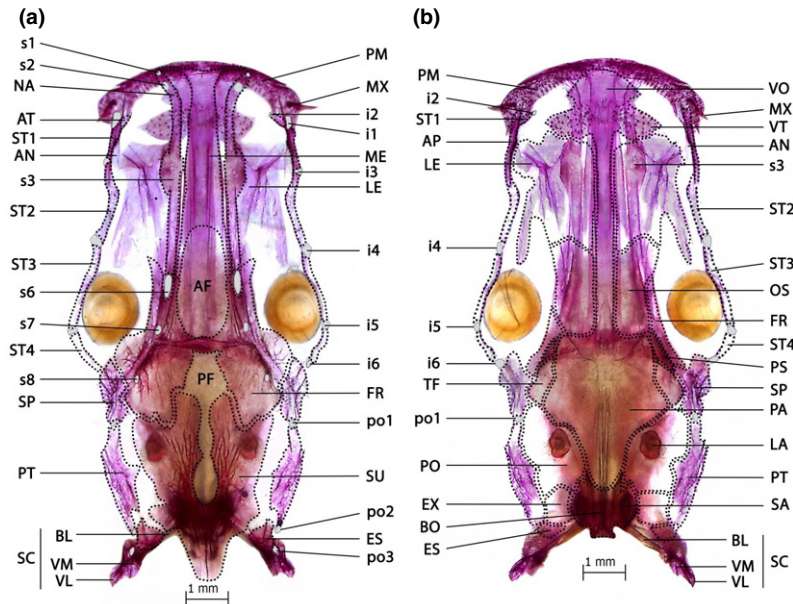 (a)
s1
s2
NA
AT
ST1
AN
s3
ST2
ST3
s6
s7
ST4
s8
SP
PT
BL
SC
VM
VL
PM
MX
i2
i1
ME
i3
LE
i4
AF
i5
i6
PF
FR
po1
SU
po2
ES
po3
1 mm
(b)
PM
i2
ST1
AP
LE
i4
i5
i6
TF
po1
PO
EX
BO
ES
VO
MX
VT
AN
s3
ST2
ST3
OS
FR
ST4
PS
SP
PA
LA
PT
SA
BL
SC
VM
VL
1 mm